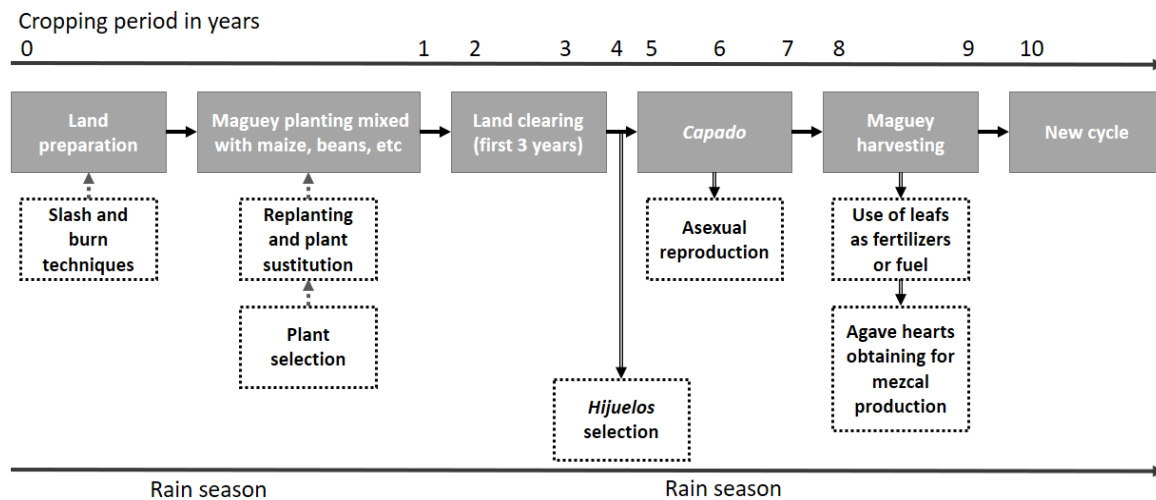 Cropping period in years
0 1 2 3 4 5 6 7 8 9 10
Land
preparation
Maguey planting mixed
with maize, beans, etc
Land clearing
(first 3 years)
Capado
Maguey
harvesting
New cycle
Slash and
burn
techniques
Replanting
and plant
sustitution
Plant
selection
Hijuelos
selection
Asexual
reproduction
Use of leafs
as fertilizers
or fuel
Agave hearts
obtaining for
mezcal
production
Rain season
Rain season